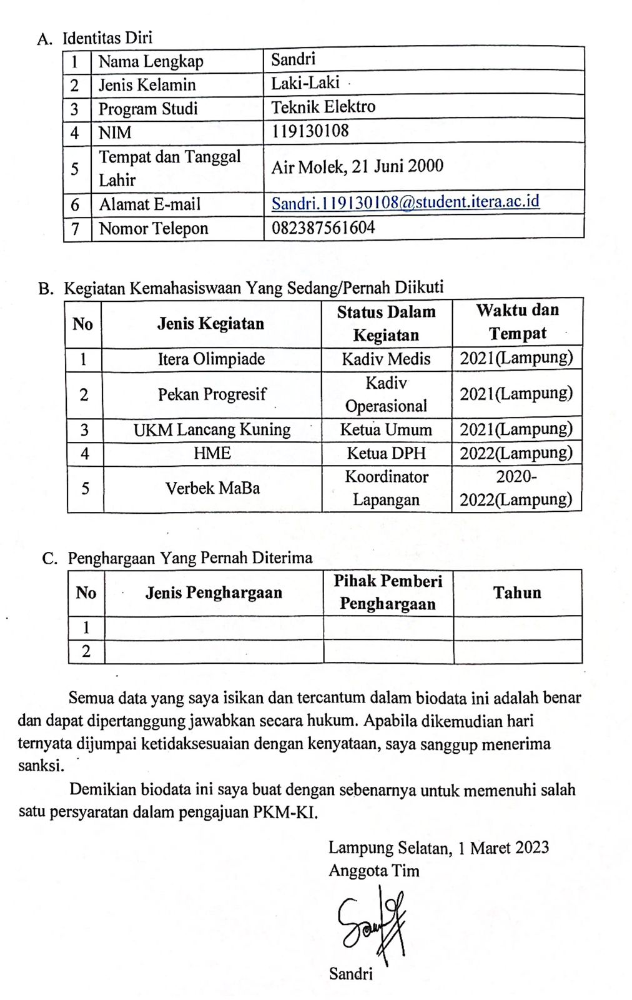 A. Identitas Diri
1 Nama Lengkap Sandri
2 Jenis Kelamin Laki-Laki
3 Program Studi Teknik Elektro
4 NIM 119130108
5 Tempat dan Tanggal Lahir Air Molek, 21 Juni 2000
6 Alamat E-mail Sandri.119130108@student.itera.ac.id
7 Nomor Telepon 082387561604
B. Kegiatan Kemahasiswaan Yang Sedang/Pernah Diikuti
No Jenis Kegiatan Status Dalam Kegiatan Waktu dan Tempat
1 Itera Olimpiade Kadiv Medis 2021(Lampung)
2 Pekan Progresif Kadiv Operasional 2021(Lampung)
3 UKM Lancang Kuning Ketua Umum 2021(Lampung)
4 HME Ketua DPH 2022(Lampung)
5 Verbek MaBa Koordinator Lapangan 2020-2022(Lampung)
C. Penghargaan Yang Pernah Diterima
No Jenis Penghargaan Pihak Pemberi Penghargaan Tahun
1
2
Semua data yang saya isikan dan tercantum dalam biodata ini adalah benar
dan dapat dipertanggung jawabkan secara hukum. Apabila dikemudian hari
ternyata dijumpai ketidaksesuaian dengan kenyataan, saya sanggup menerima
sanksi.
Demikian biodata ini saya buat dengan sebenarnya untuk memenuhi salah
satu persyaratan dalam pengajuan PKM-KI.
Lampung Selatan, 1 Maret 2023
Anggota Tim
Sandri